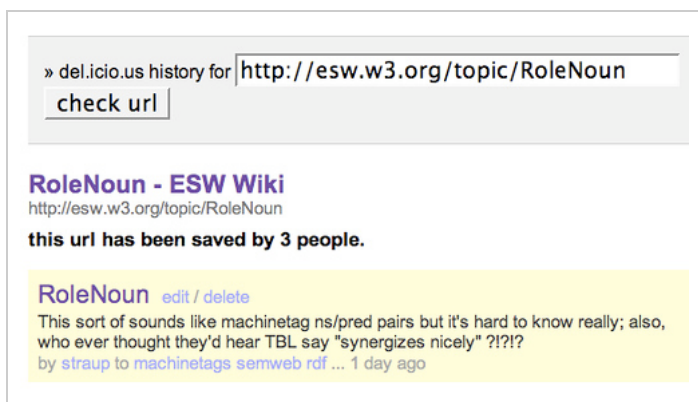 » del.icio.us history for http://esw.w3.org/topic/RoleNoun
check url
RoleNoun - ESW Wiki
http://esw.w3.org/topic/RoleNoun
this url has been saved by 3 people.
RoleNoun edit / delete
This sort of sounds like machinetag ns/pred pairs but it's hard to know really; also,
who ever thought they'd hear TBL say "synergizes nicely" ?!?!?
by straup to machinetags semweb rdf ... 1 day ago